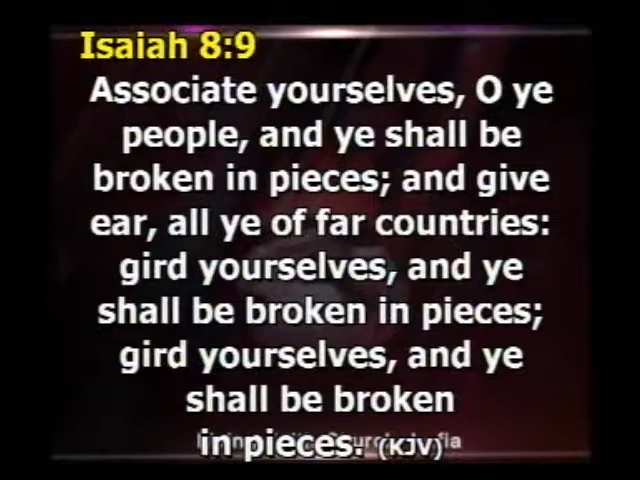 Isaiah 8:9
Associate yourselves, O ye
people, and ye shall be
broken in pieces; and give
ear, all ye of far countries:
gird yourselves, and ye
shall be broken in pieces;
gird yourselves, and ye
shall be broken
in pieces. (KJV)